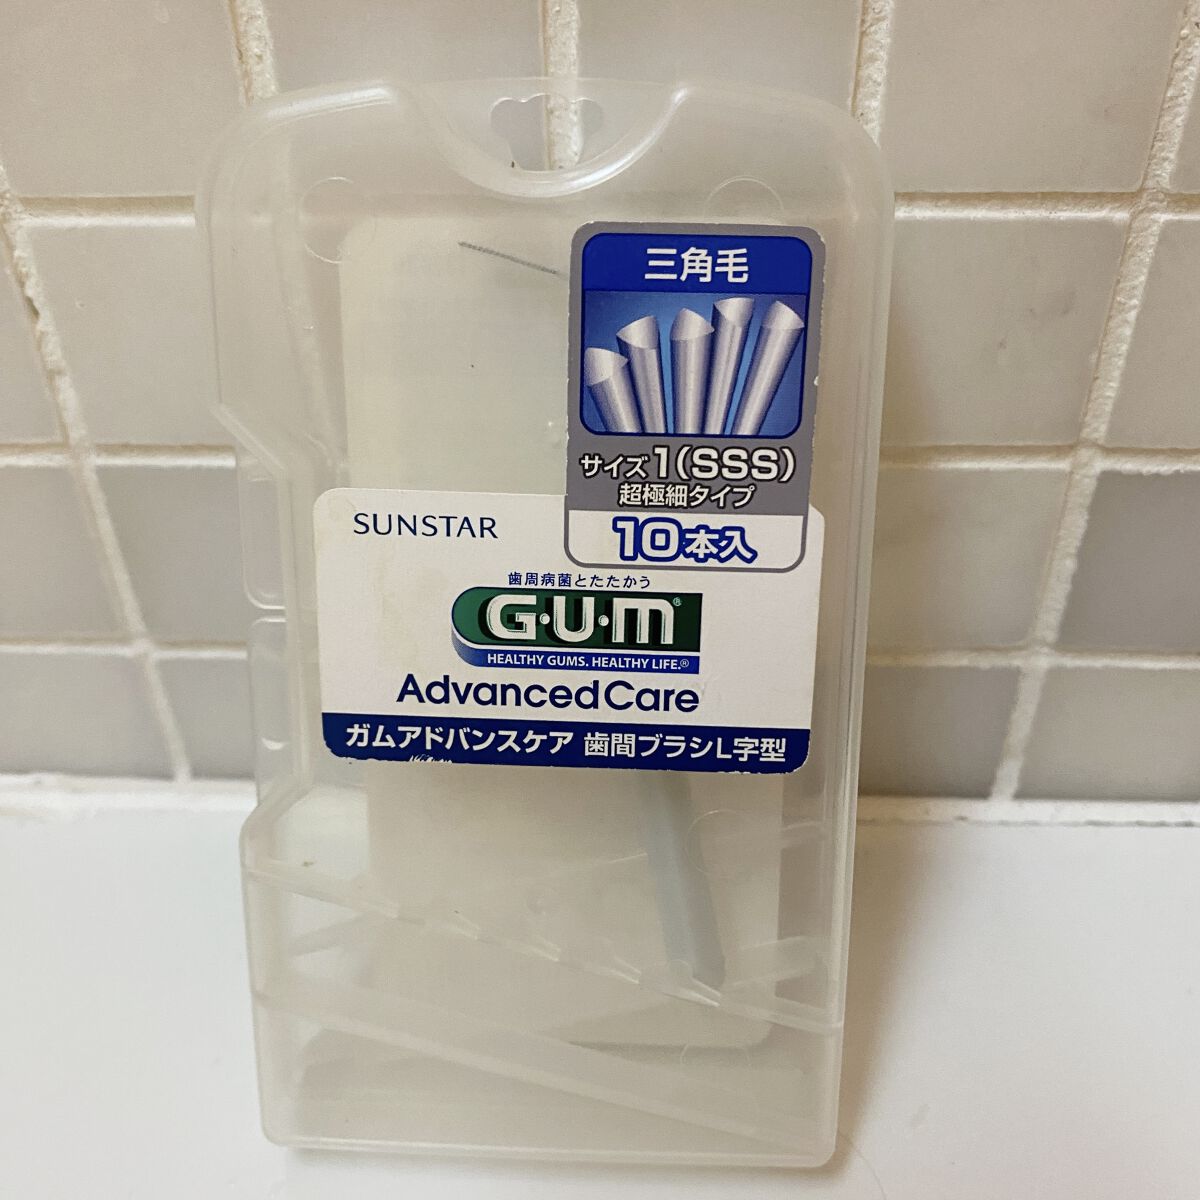 三角毛
サイズ1(SSS)
超極細タイプ
10本入
SUNSTAR
歯周病菌とたたかう
G・U・M®
HEALTHY GUMS. HEALTHY LIFE.®
AdvancedCare
ガムアドバンスケア 歯間ブラシL字型